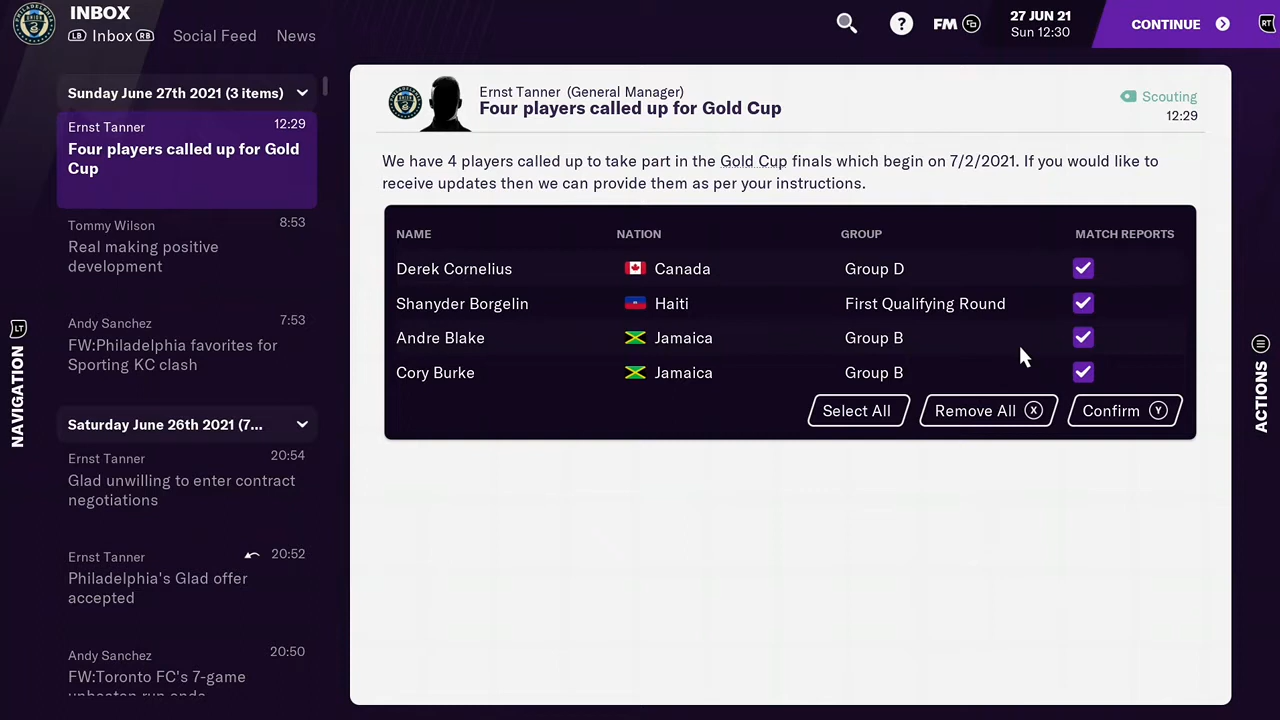 INBOX
LB Inbox RB Social Feed News
? FM 27 JUN 21
Sun 12:30
CONTINUE RT
NAVIGATION LT
Sunday June 27th 2021 (3 items)
Ernst Tanner 12:29
Four players called up for Gold
Cup
Tommy Wilson 8:53
Real making positive
development
Andy Sanchez 7:53
FW:Philadelphia favorites for
Sporting KC clash
Saturday June 26th 2021 (7...
Ernst Tanner 20:54
Glad unwilling to enter contract
negotiations
Ernst Tanner 20:52
Philadelphia's Glad offer
accepted
Andy Sanchez 20:50
FW:Toronto FC's 7-game
unbeaten run ends
Ernst Tanner (General Manager)
Four players called up for Gold Cup
Scouting
12:29
We have 4 players called up to take part in the Gold Cup finals which begin on 7/2/2021. If you would like to
receive updates then we can provide them as per your instructions.
NAME NATION GROUP MATCH REPORTS
Derek Cornelius Canada Group D
Shanyder Borgelin Haiti First Qualifying Round
Andre Blake Jamaica Group B
Cory Burke Jamaica Group B
Select All Remove All X Confirm Y
ACTIONS